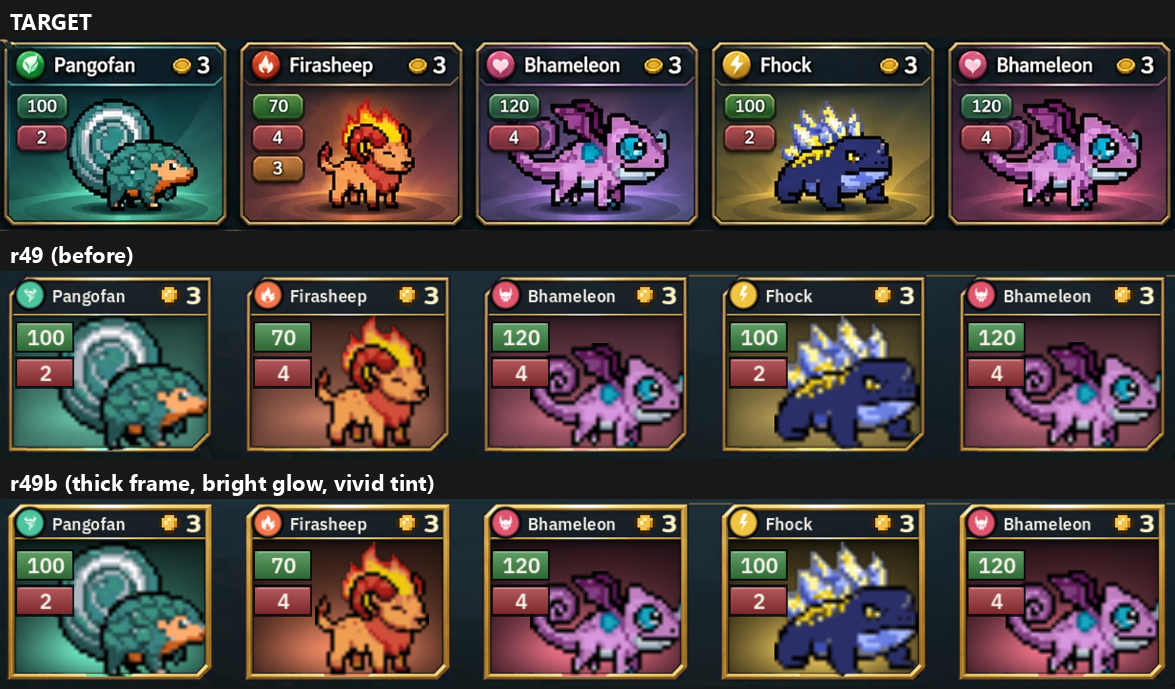 TARGET
Pangofan 3 Firasheep 3 Bhameleon 3 Fhock 3 Bhameleon 3
100 70 120 100 120
2 4 4 2 4
3
r49 (before)
Pangofan 3 Firasheep 3 Bhameleon 3 Fhock 3 Bhameleon 3
100 70 120 100 120
2 4 4 2 4
r49b (thick frame, bright glow, vivid tint)
Pangofan 3 Firasheep 3 Bhameleon 3 Fhock 3 Bhameleon 3
100 70 120 100 120
2 4 4 2 4